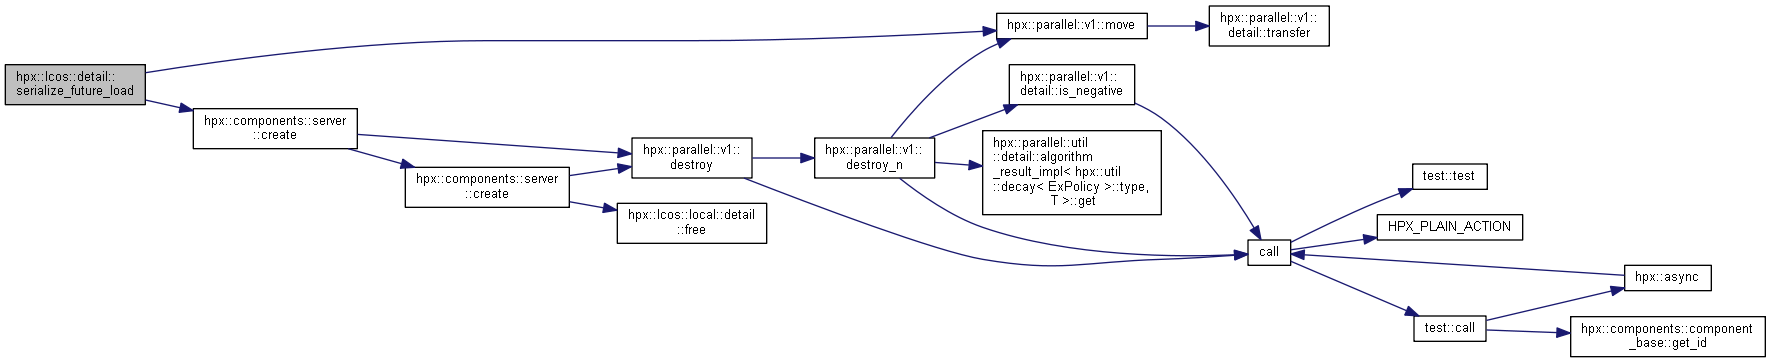 hpx::lcos::detail::
serialize_future_load
hpx::components::server
::create
hpx::components::server
::create
hpx::parallel::v1::
destroy
hpx::lcos::local::detail
::free
hpx::parallel::v1::
destroy_n
hpx::parallel::v1::move
hpx::parallel::v1::
detail::transfer
hpx::parallel::v1::
detail::is_negative
hpx::parallel::util
::detail::algorithm
_result_impl< hpx::util
::decay< ExPolicy >::type,
T >::get
call
test::test
HPX_PLAIN_ACTION
test::call
hpx::async
hpx::components::component
_base::get_id